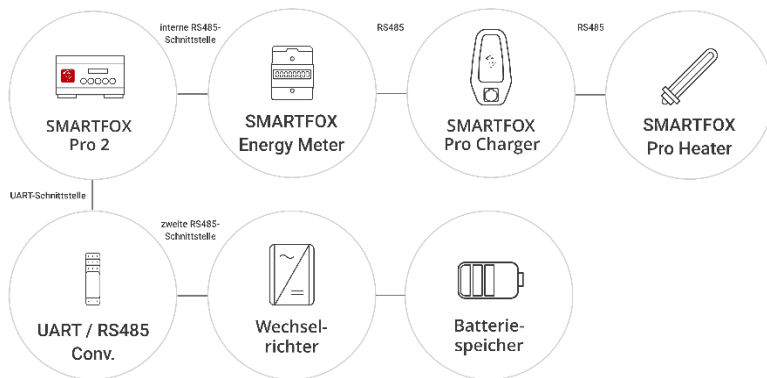 interne RS485-
Schnittstelle
RS485
RS485
SMARTFOX
Pro 2
SMARTFOX
Energy Meter
SMARTFOX
Pro Charger
SMARTFOX
Pro Heater
UART-Schnittstelle
zweite RS485-
Schnittstelle
UART / RS485
Conv.
Wechsel-
richter
Batterie-
speicher